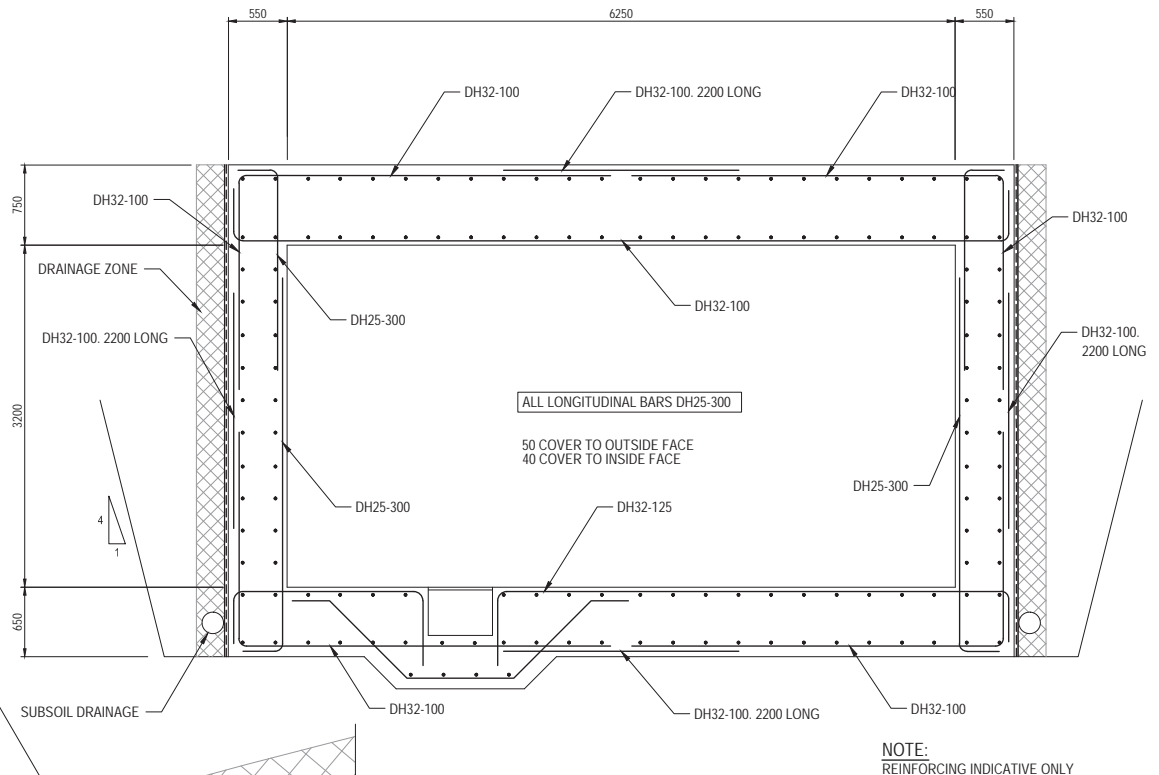 550
6250
550
DH32-100
DH32-100. 2200 LONG
DH32-100
750
DH32-100
DH32-100
DRAINAGE ZONE
DH32-100
DH25-300
DH32-100. 2200 LONG
DH32-100.
2200 LONG
3200
ALL LONGITUDINAL BARS DH25-300
50 COVER TO OUTSIDE FACE
40 COVER TO INSIDE FACE
DH25-300
DH25-300
DH32-125
4
1
650
SUBSOIL DRAINAGE
DH32-100
DH32-100. 2200 LONG
DH32-100
NOTE:
REINFORCING INDICATIVE ONLY